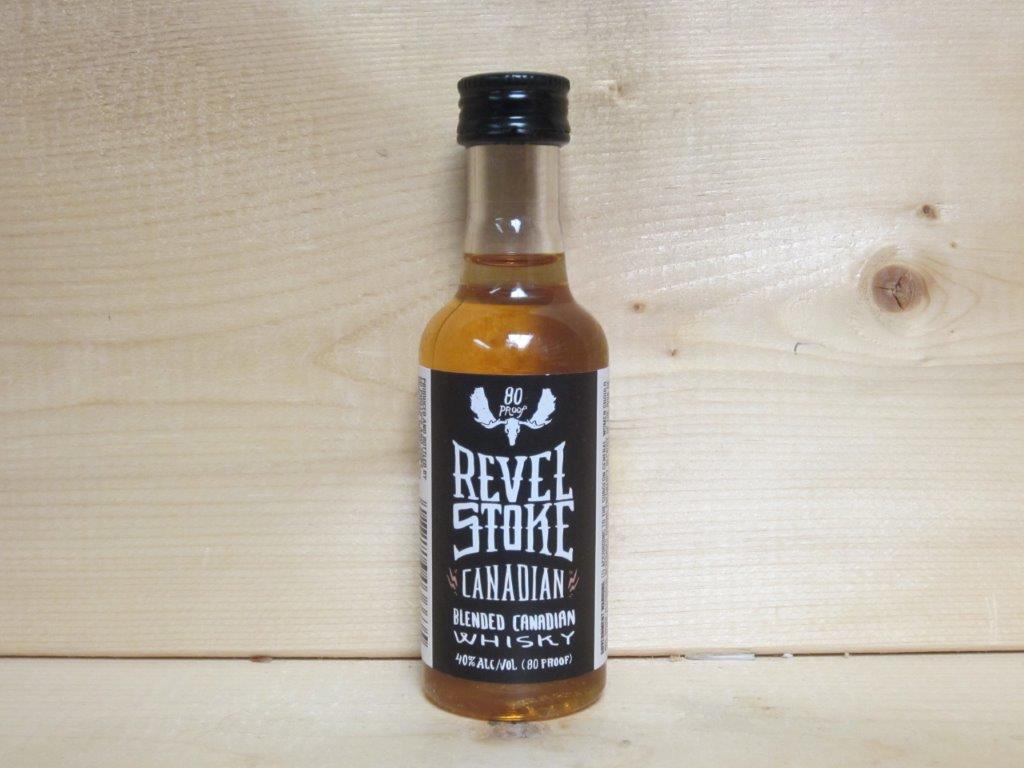 80
PROOF
REVEL
STOKE
CANADIAN
BLENDED CANADIAN
WHISKY
40% ALC/VOL (80 PROOF)